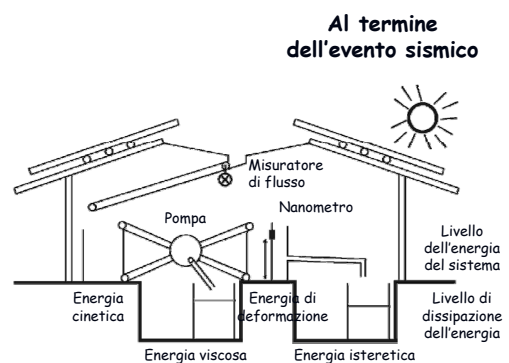 Al termine
dell'evento sismico
Misuratore
di flusso
Pompa
Nanometro
Livello
dell'energia
del sistema
Energia
cinetica
Energia di
deformazione
Livello di
dissipazione
dell'energia
Energia viscosa
Energia isteretica